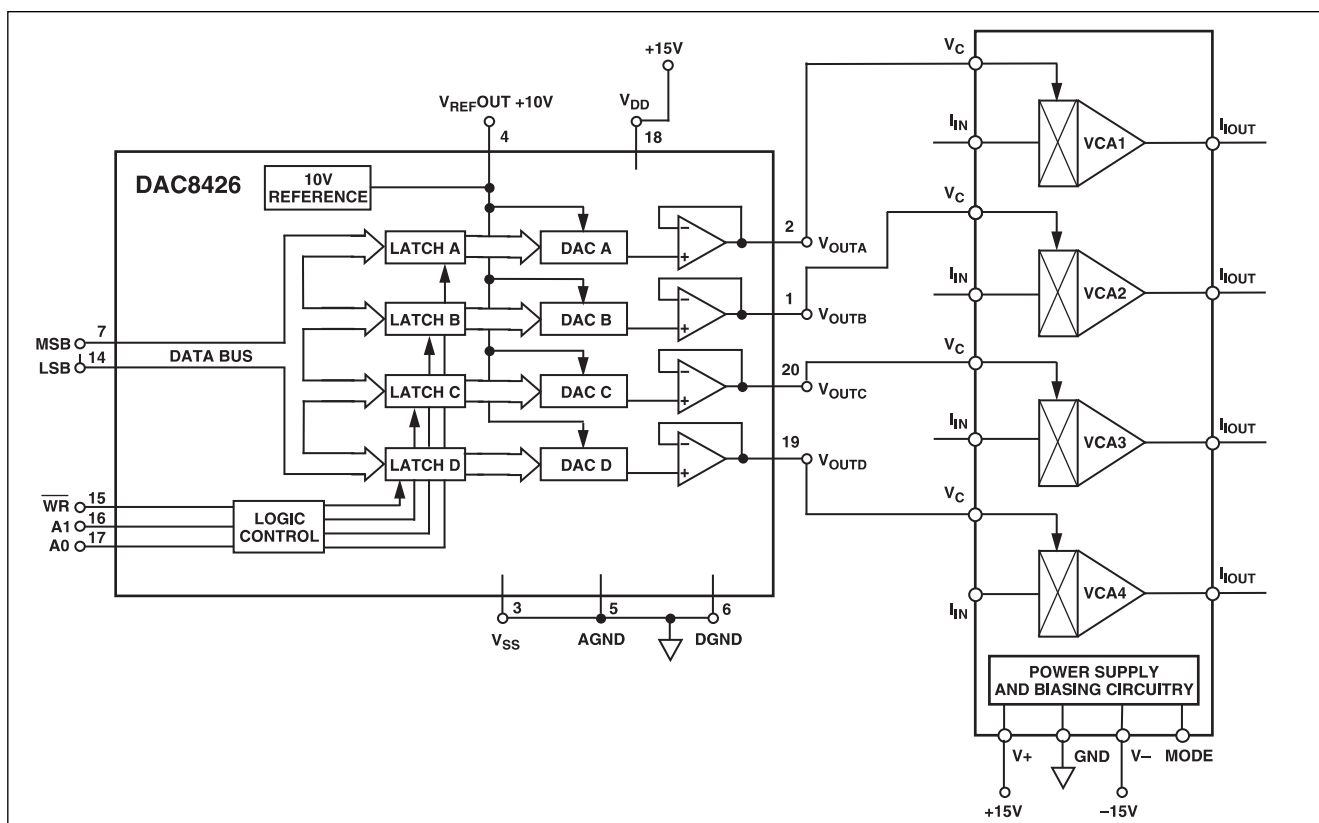 +15V
VREFOUT +10V
VDD
4
18
DAC8426
10V
REFERENCE
LATCH A
DAC A
2
VOUTA
LATCH B
DAC B
1
VOUTB
MSB
7
LSB
14
DATA BUS
LATCH C
DAC C
20
VOUTC
LATCH D
DAC D
19
VOUTD
WR
15
A1
16
A0
17
LOGIC
CONTROL
3
5
6
VSS
AGND
DGND
VC
IIN
VCA1
IIOUT
VC
IIN
VCA2
IIOUT
VC
IIN
VCA3
IIOUT
VC
IIN
VCA4
IIOUT
POWER SUPPLY
AND BIASING CIRCUITRY
V+
GND
V–
MODE
+15V
–15V